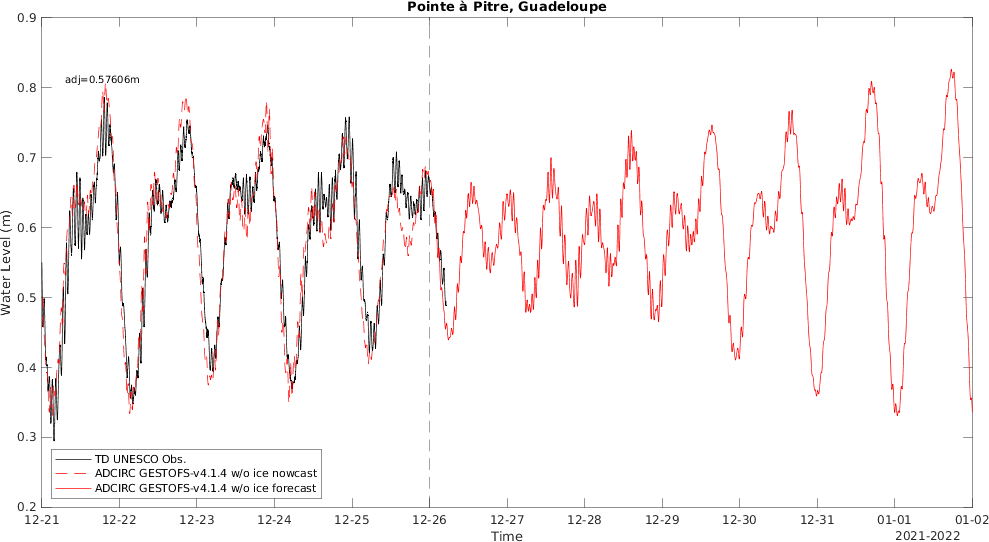 Pointe à Pitre, Guadeloupe
0.9
0.8
0.7
0.6
0.5
0.4
0.3
0.2
Water Level (m)
adj=0.57606m
TD UNESCO Obs.
ADCIRC GESTOFS-v4.1.4 w/o ice nowcast
ADCIRC GESTOFS-v4.1.4 w/o ice forecast
12-21 12-22 12-23 12-24 12-25 12-26 12-27 12-28 12-29 12-30 12-31 01-01 01-02
Time
2021-2022